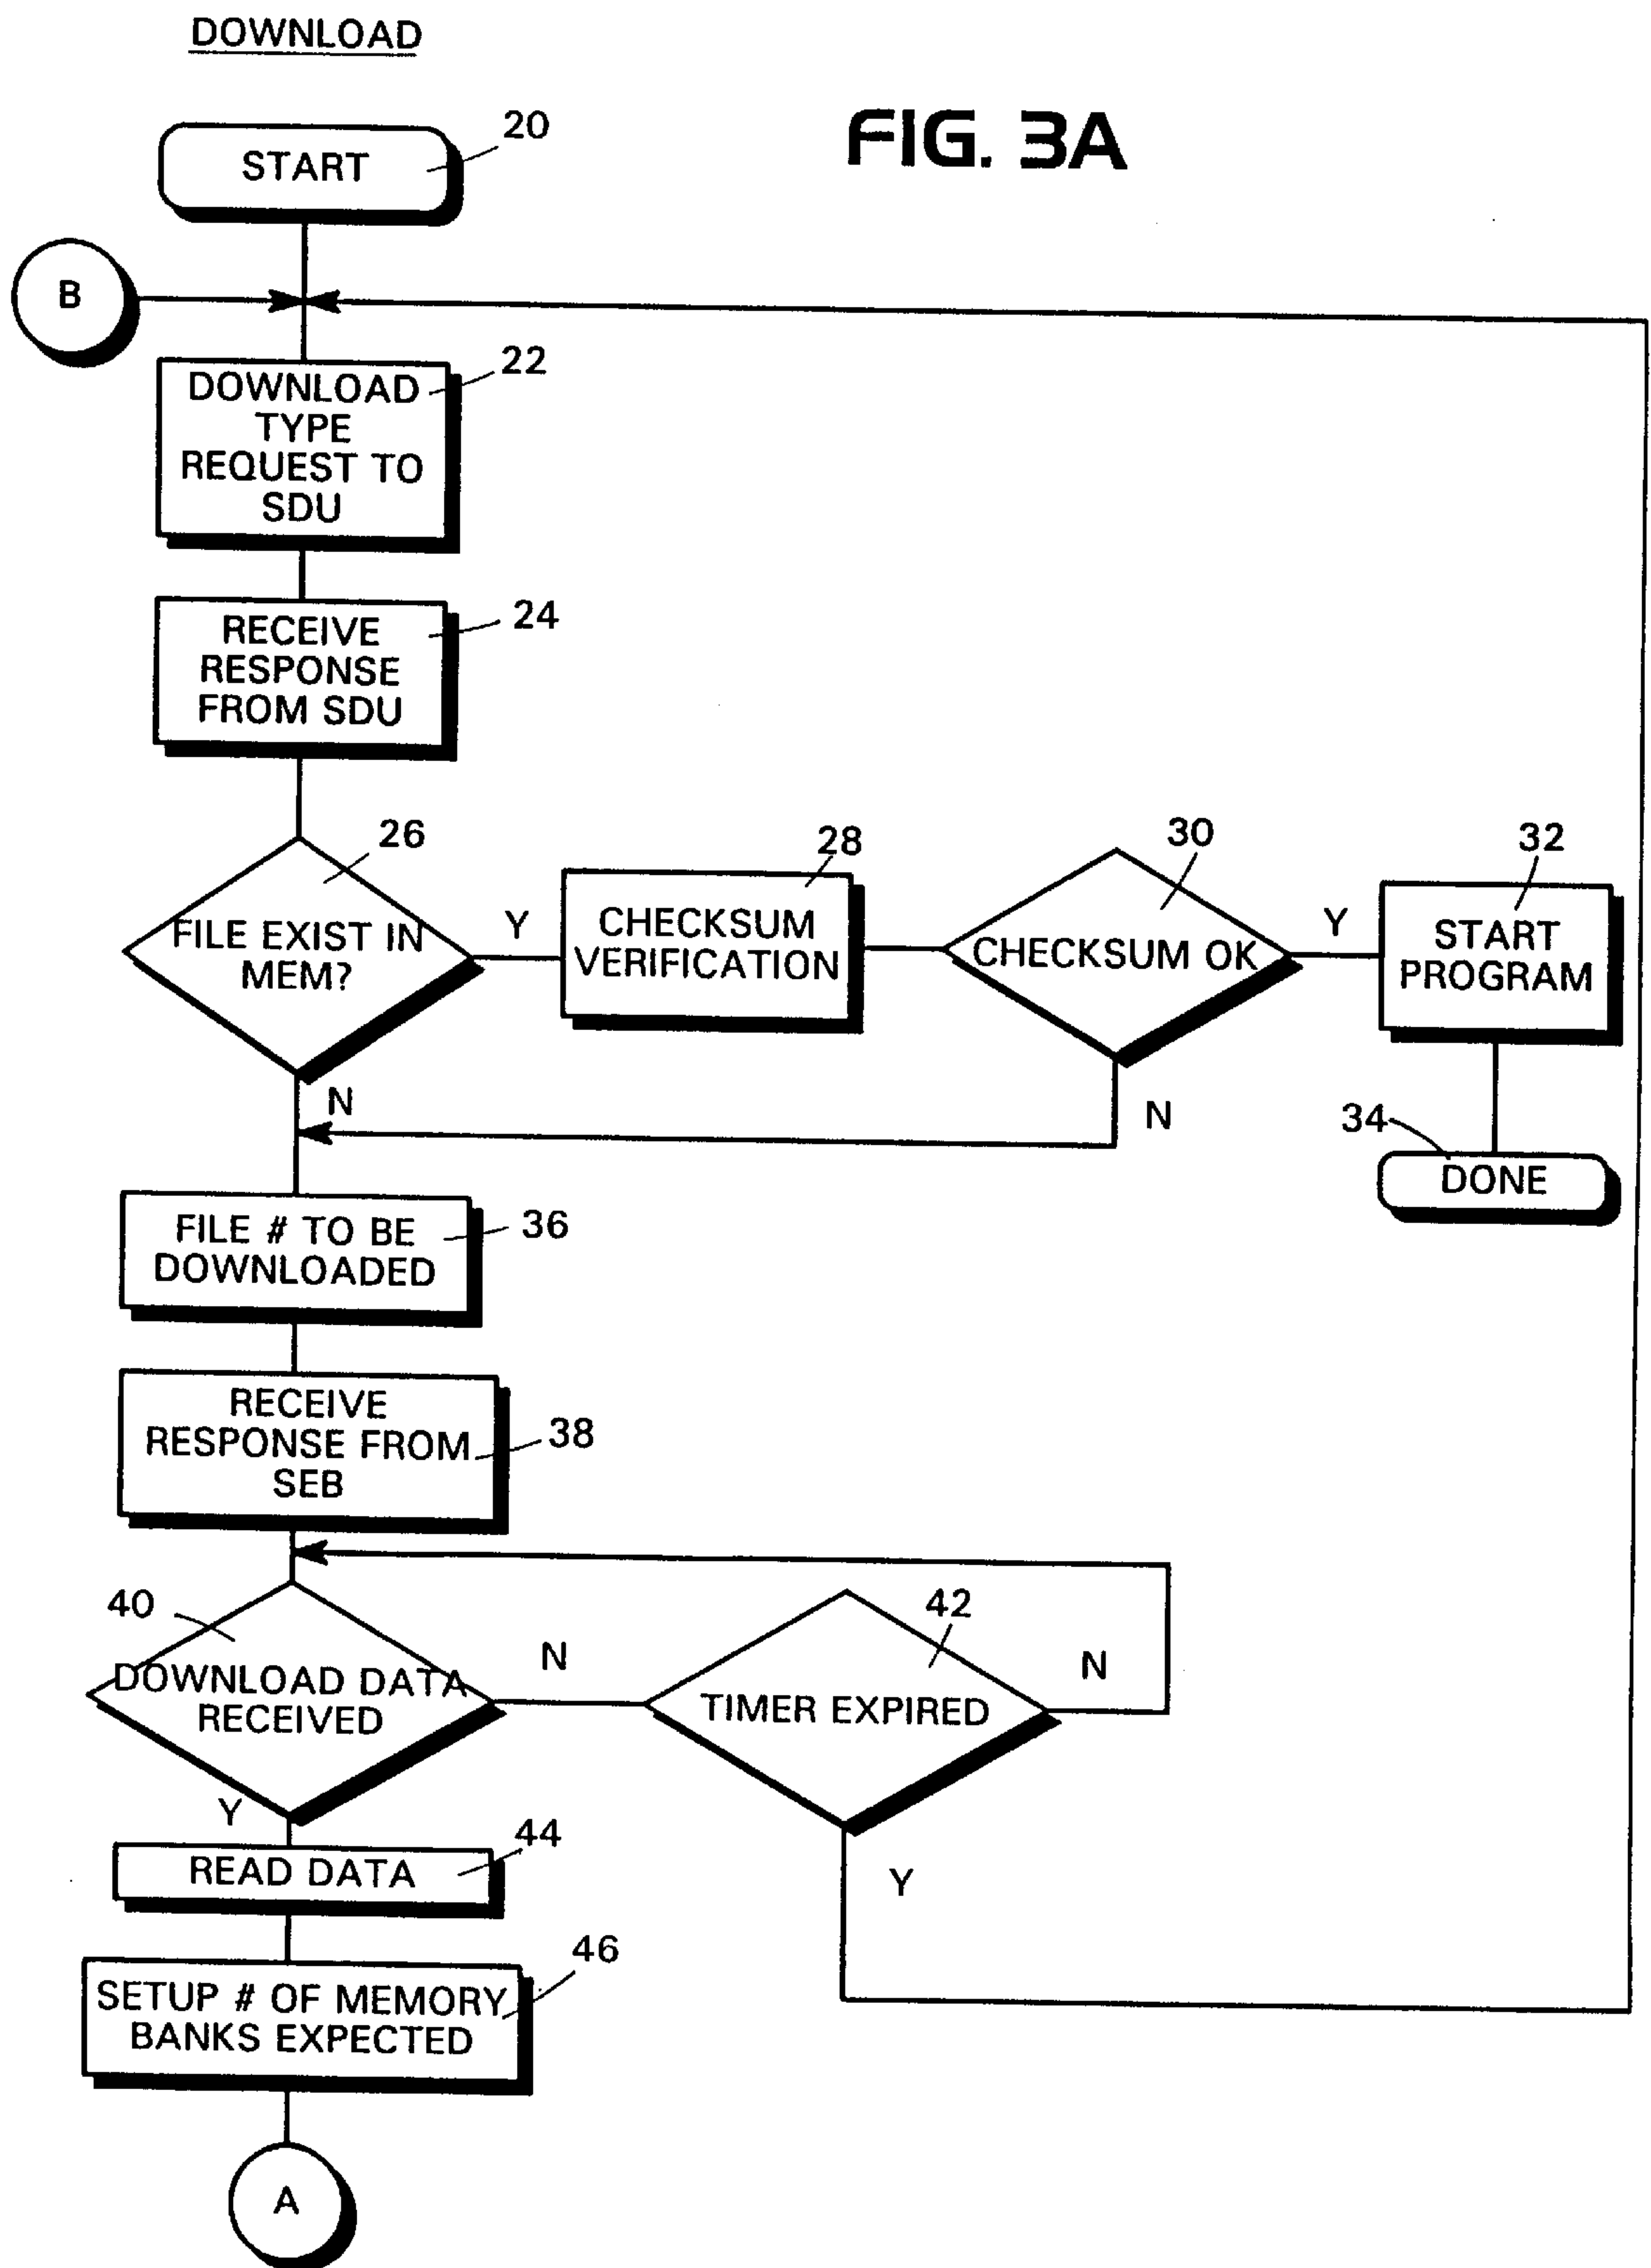 DOWNLOAD
FIG. 3A
START
20
B
DOWNLOAD
TYPE
REQUEST TO
SDU
22
RECEIVE
RESPONSE
FROM SDU
24
26
FILE EXIST IN
MEM?
Y
N
28
CHECKSUM
VERIFICATION
30
CHECKSUM OK
Y
N
32
START
PROGRAM
34
DONE
FILE # TO BE
DOWNLOADED
36
RECEIVE
RESPONSE FROM
SEB
38
40
DOWNLOAD DATA
RECEIVED
N
Y
42
TIMER EXPIRED
N
Y
44
READ DATA
46
SETUP # OF MEMORY
BANKS EXPECTED
A